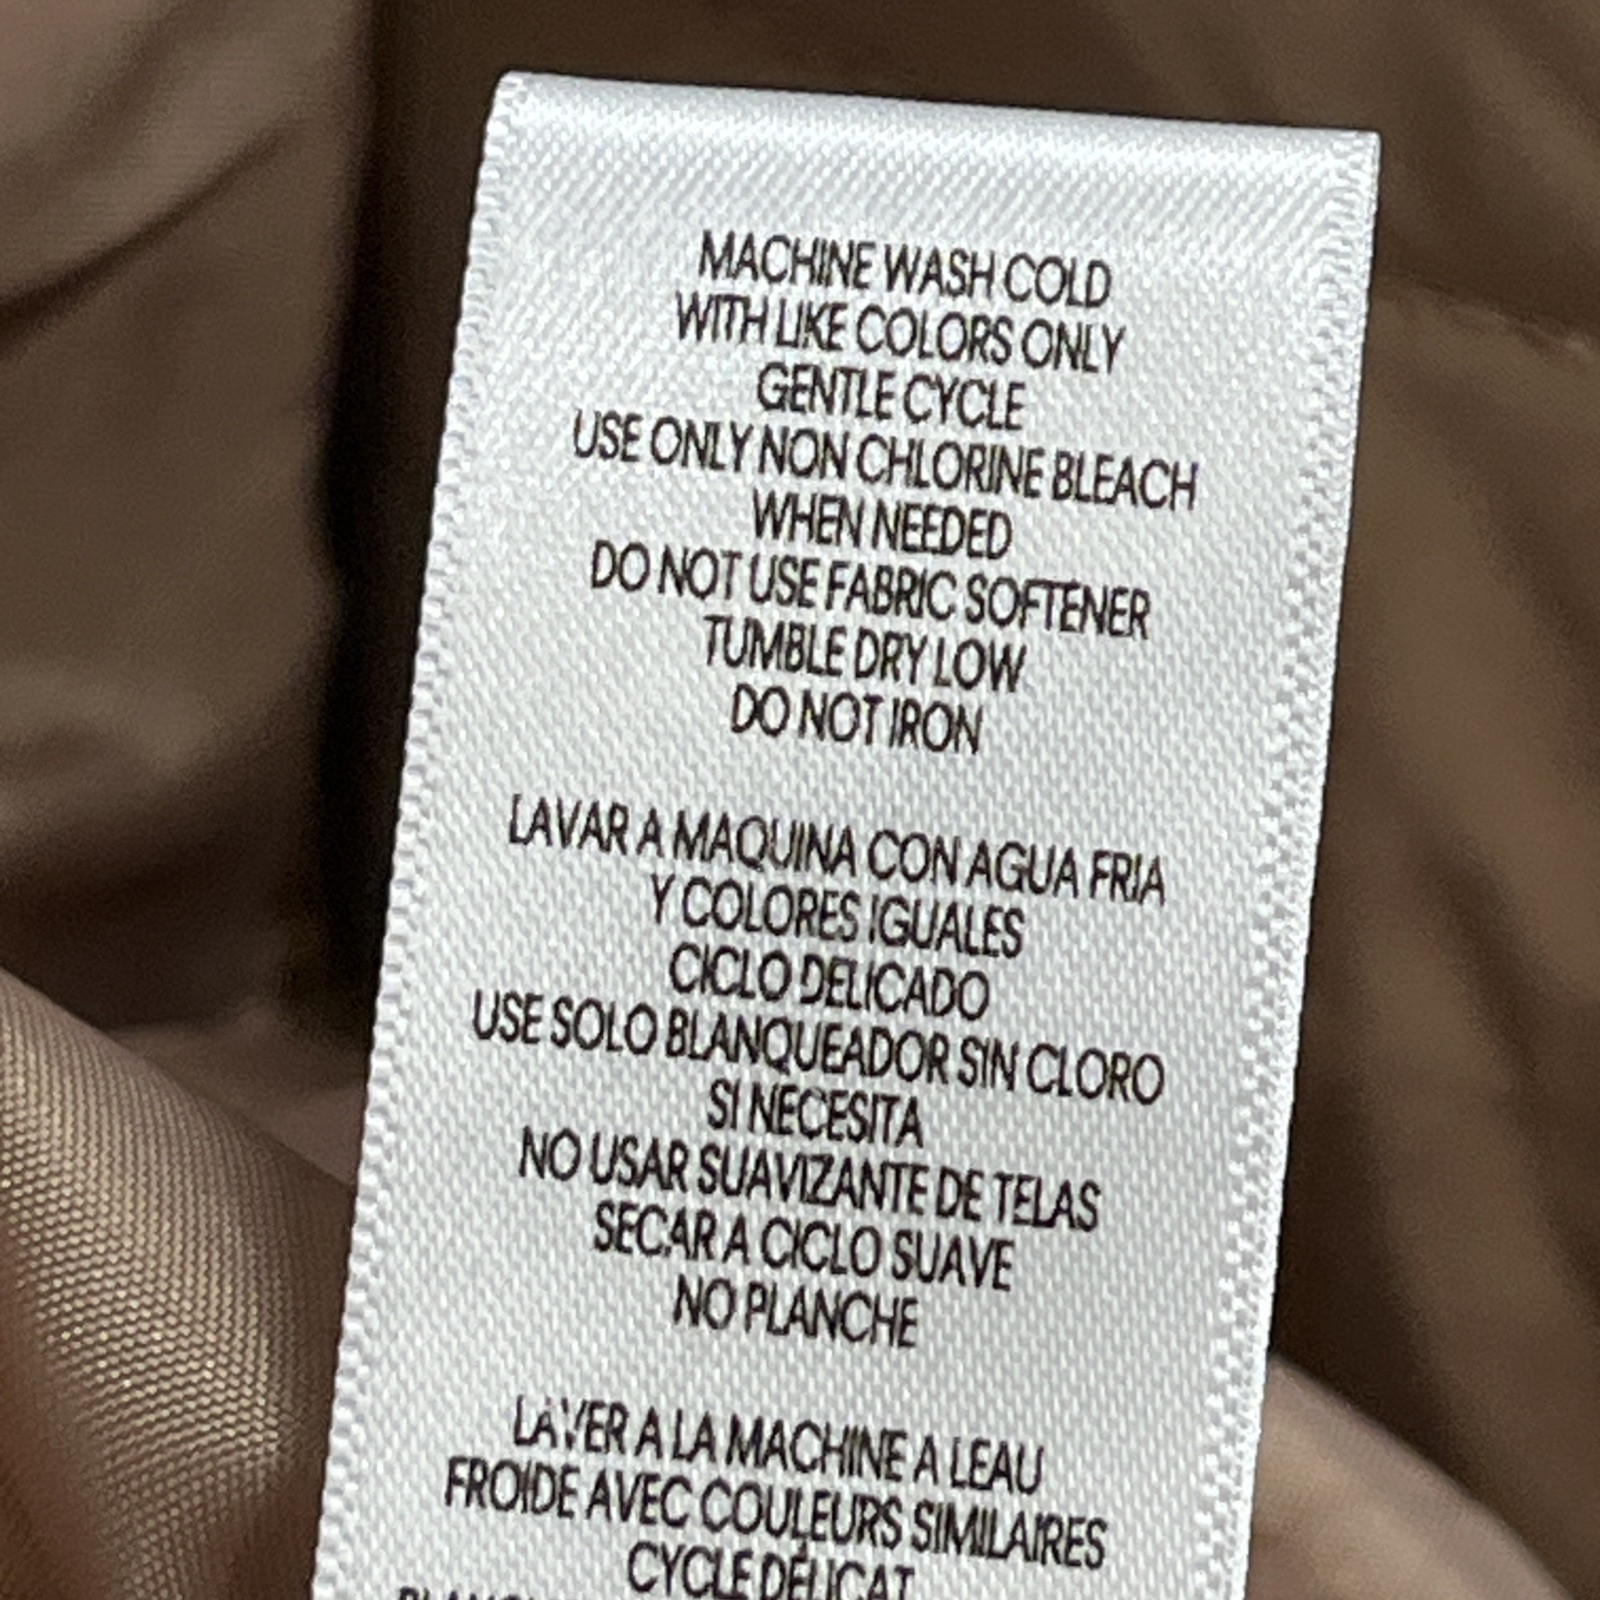 MACHINE WASH COLD
WITH LIKE COLORS ONLY
GENTLE CYCLE
USE ONLY NON CHLORINE BLEACH
WHEN NEEDED
DO NOT USE FABRIC SOFTENER
TUMBLE DRY LOW
DO NOT IRON
LAVAR A MAQUINA CON AGUA FRIA
Y COLORES IGUALES
CICLO DELICADO
USE SOLO BLANQUEADOR SIN CLORO
SI NECESITA
NO USAR SUAVIZANTE DE TELAS
SECAR A CICLO SUAVE
NO PLANCHE
LAVER A LA MACHINE A LEAU
FROIDE AVEC COULEURS SIMILAIRES
CYCLE DÉLICAT